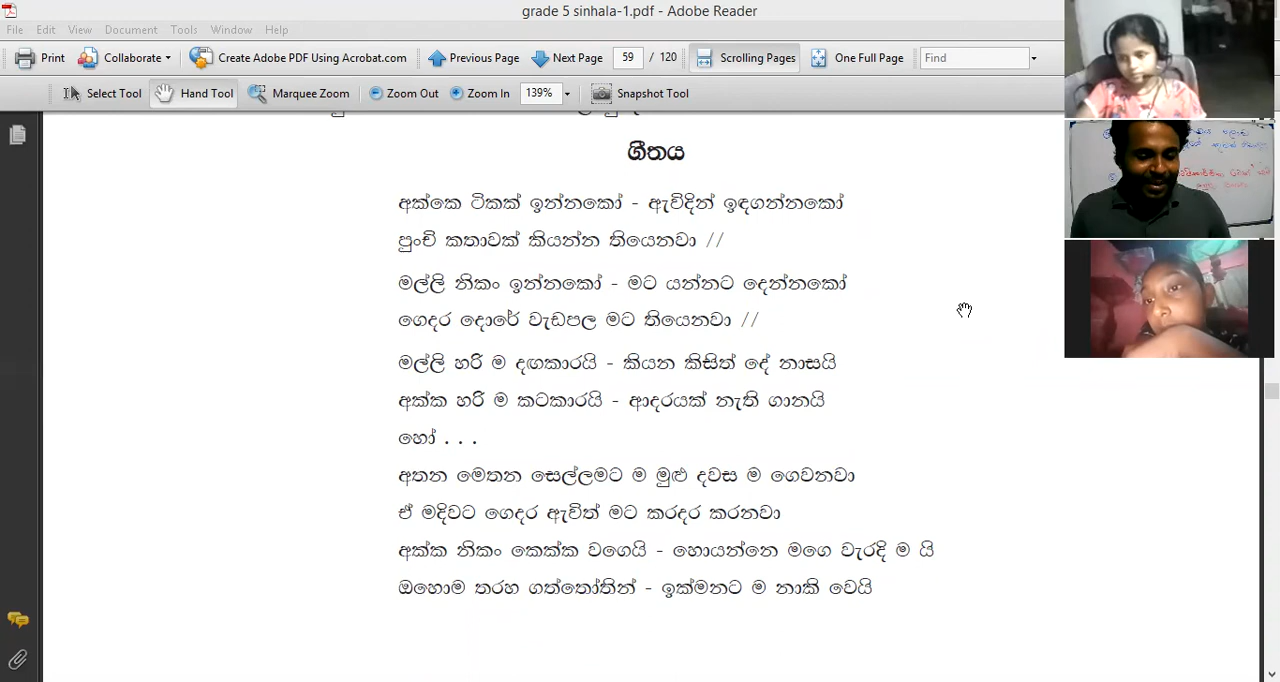 grade 5 sinhala-1.pdf - Adobe Reader
File Edit View Document Tools Window Help
Print Collaborate Create Adobe PDF Using Acrobat.com Previous Page Next Page 59 / 120 Scrolling Pages One Full Page Find
Select Tool Hand Tool Marquee Zoom Zoom Out Zoom In 139% Snapshot Tool
ගීතය
අක්කෙ ටිකක් ඉන්නකෝ - ඇවිදින් ඉඳගන්නකෝ
පුංචි කතාවක් කියන්න තියෙනවා //
මල්ලි නිකං ඉන්නකෝ - මට යන්නට දෙන්නකෝ
ගෙදර දොරේ වැඩපල මට තියෙනවා //
මල්ලි හරි ම දඟකාරයි - කියන කිසිත් දේ නාසයි
අක්ක හරි ම කටකාරයි - ආදරයක් නැති ගානයි
හෝ . . .
අතන මෙතන සෙල්ලමට ම මුළු දවස ම ගෙවනවා
ඒ මදිවට ගෙදර ඇවිත් මට කරදර කරනවා
අක්ක නිකං කෙක්ක වගෙයි - හොයන්නෙ මගෙ වැරදි ම යි
ඔහොම තරහ ගත්තෝතින් - ඉක්මනට ම නාකි වෙයි